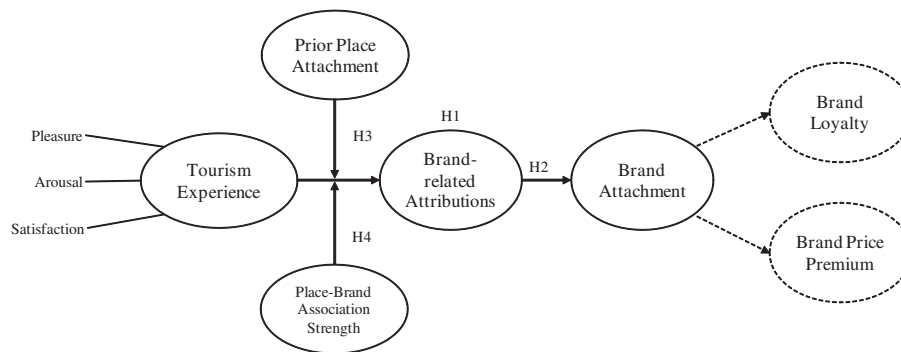 Prior Place
Attachment
Brand
Loyalty
H1
H3
Pleasure
Arousal
Satisfaction
Tourism
Experience
Brand-
related
Attributions
H2
Brand
Attachment
H4
Brand Price
Premium
Place-Brand
Association
Strength